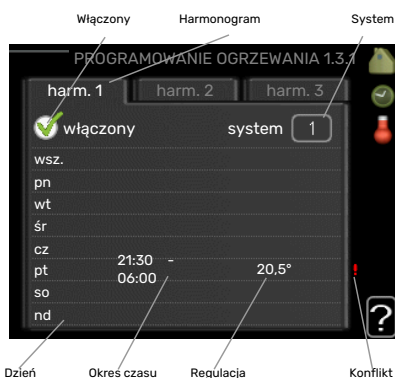 Włączony Harmonogram System
PROGRAMOWANIE OGRZEWANIA 1.3.1
harm. 1 harm. 2 harm. 3
włączony system 1
wsz.
pn
wt
śr
cz
pt 21:30 - 06:00 20,5° !
so
nd
?
Dzień Okres czasu Regulacja Konflikt